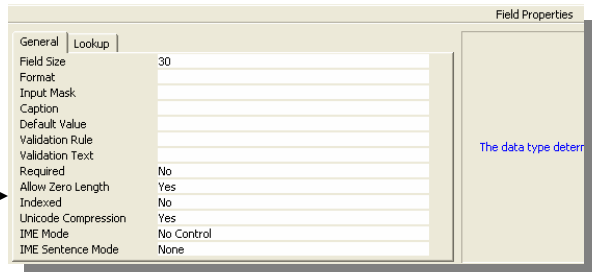 Field Properties
General Lookup
Field Size 30
Format
Input Mask
Caption
Default Value
Validation Rule
Validation Text
The data type deterr
Required No
Allow Zero Length Yes
Indexed No
Unicode Compression Yes
IME Mode No Control
IME Sentence Mode None